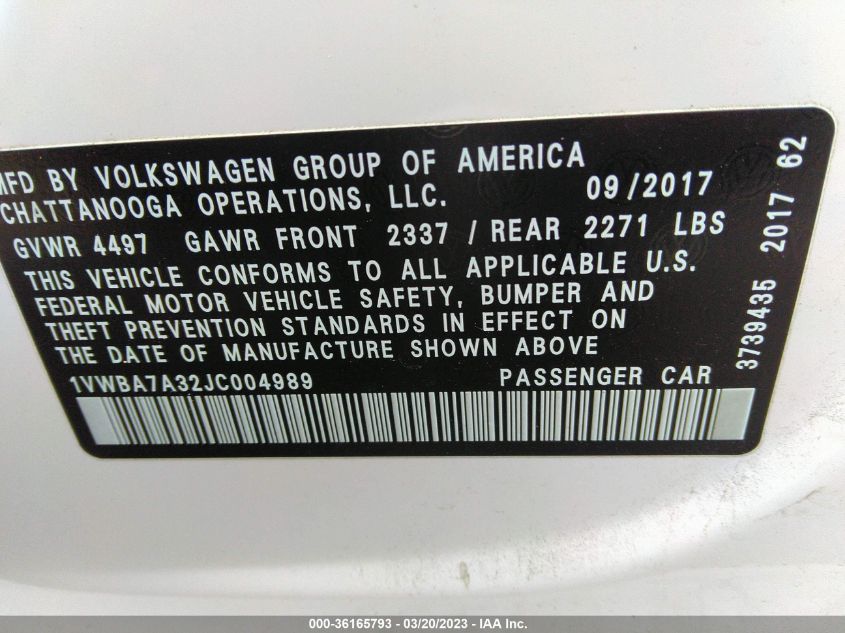 MFD BY VOLKSWAGEN GROUP OF AMERICA
CHATTANOOGA OPERATIONS, LLC. 09/2017
GVWR 4497 GAWR FRONT 2337 / REAR 2271 LBS
THIS VEHICLE CONFORMS TO ALL APPLICABLE U.S.
FEDERAL MOTOR VEHICLE SAFETY, BUMPER AND
THEFT PREVENTION STANDARDS IN EFFECT ON
THE DATE OF MANUFACTURE SHOWN ABOVE
1VWBA7A32JC004989 PASSENGER CAR
3739435 2017 62
000-36165793 - 03/20/2023 - IAA Inc.